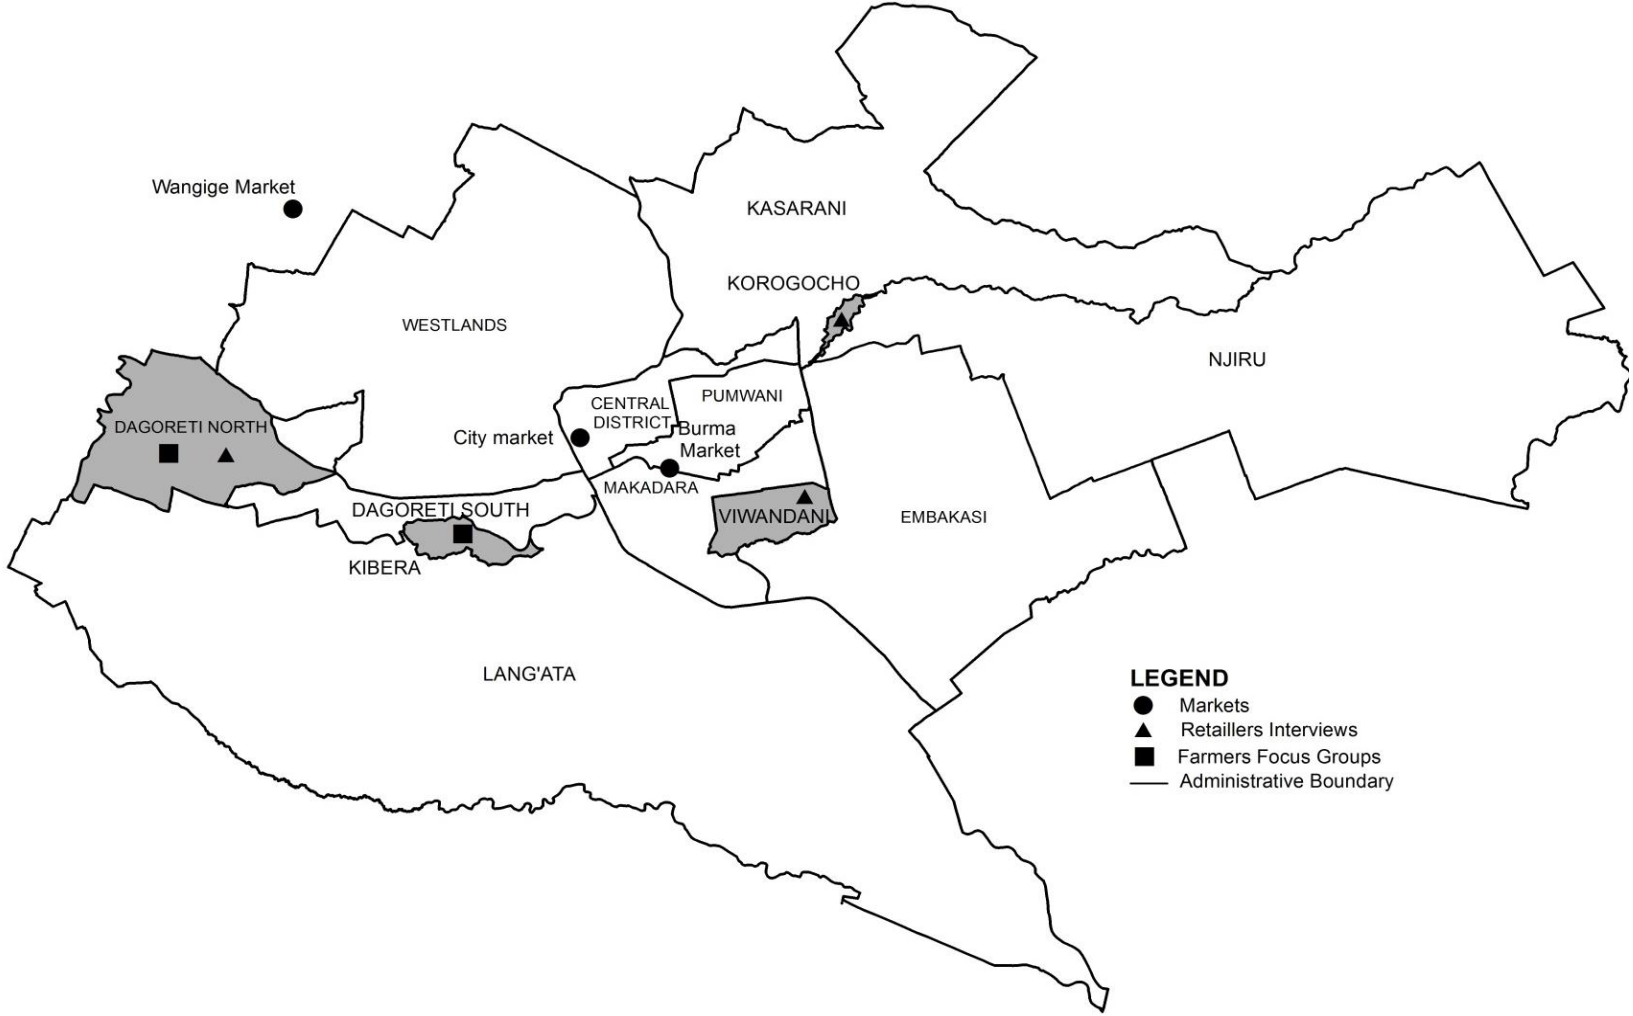 Wangige Market
KASARANI
KOROGOCHO
WESTLANDS
NJIRU
PUMWANI
CENTRAL
DISTRICT
DAGORETI NORTH
City market
Burma
Market
MAKADARA
DAGORETI SOUTH
VIWANDANI
EMBAKASI
KIBERA
LANG'ATA
LEGEND
Markets
Retaillers Interviews
Farmers Focus Groups
Administrative Boundary